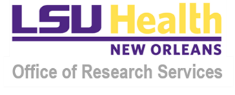 LSU Health
NEW ORLEANS
Office of Research Services